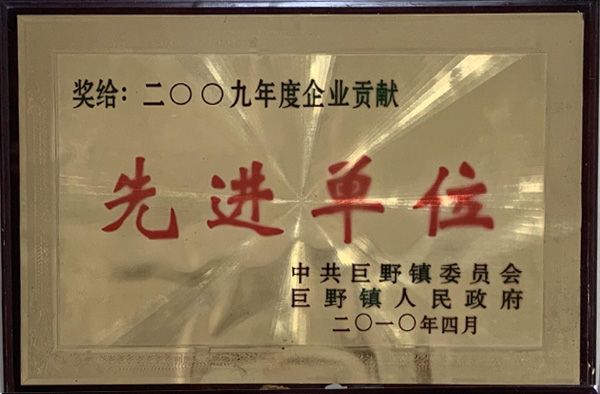 奖给：二〇〇九年度企业贡献
先进单位
中共巨野镇委员会
巨野镇人民政府
二〇一〇年四月